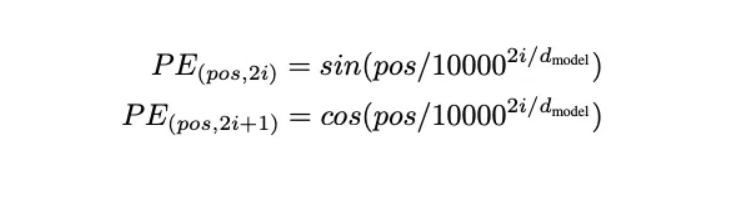 PE_{(pos,2i)} = sin(pos/10000^{2i/d_{model}})
PE_{(pos,2i+1)} = cos(pos/10000^{2i/d_{model}})